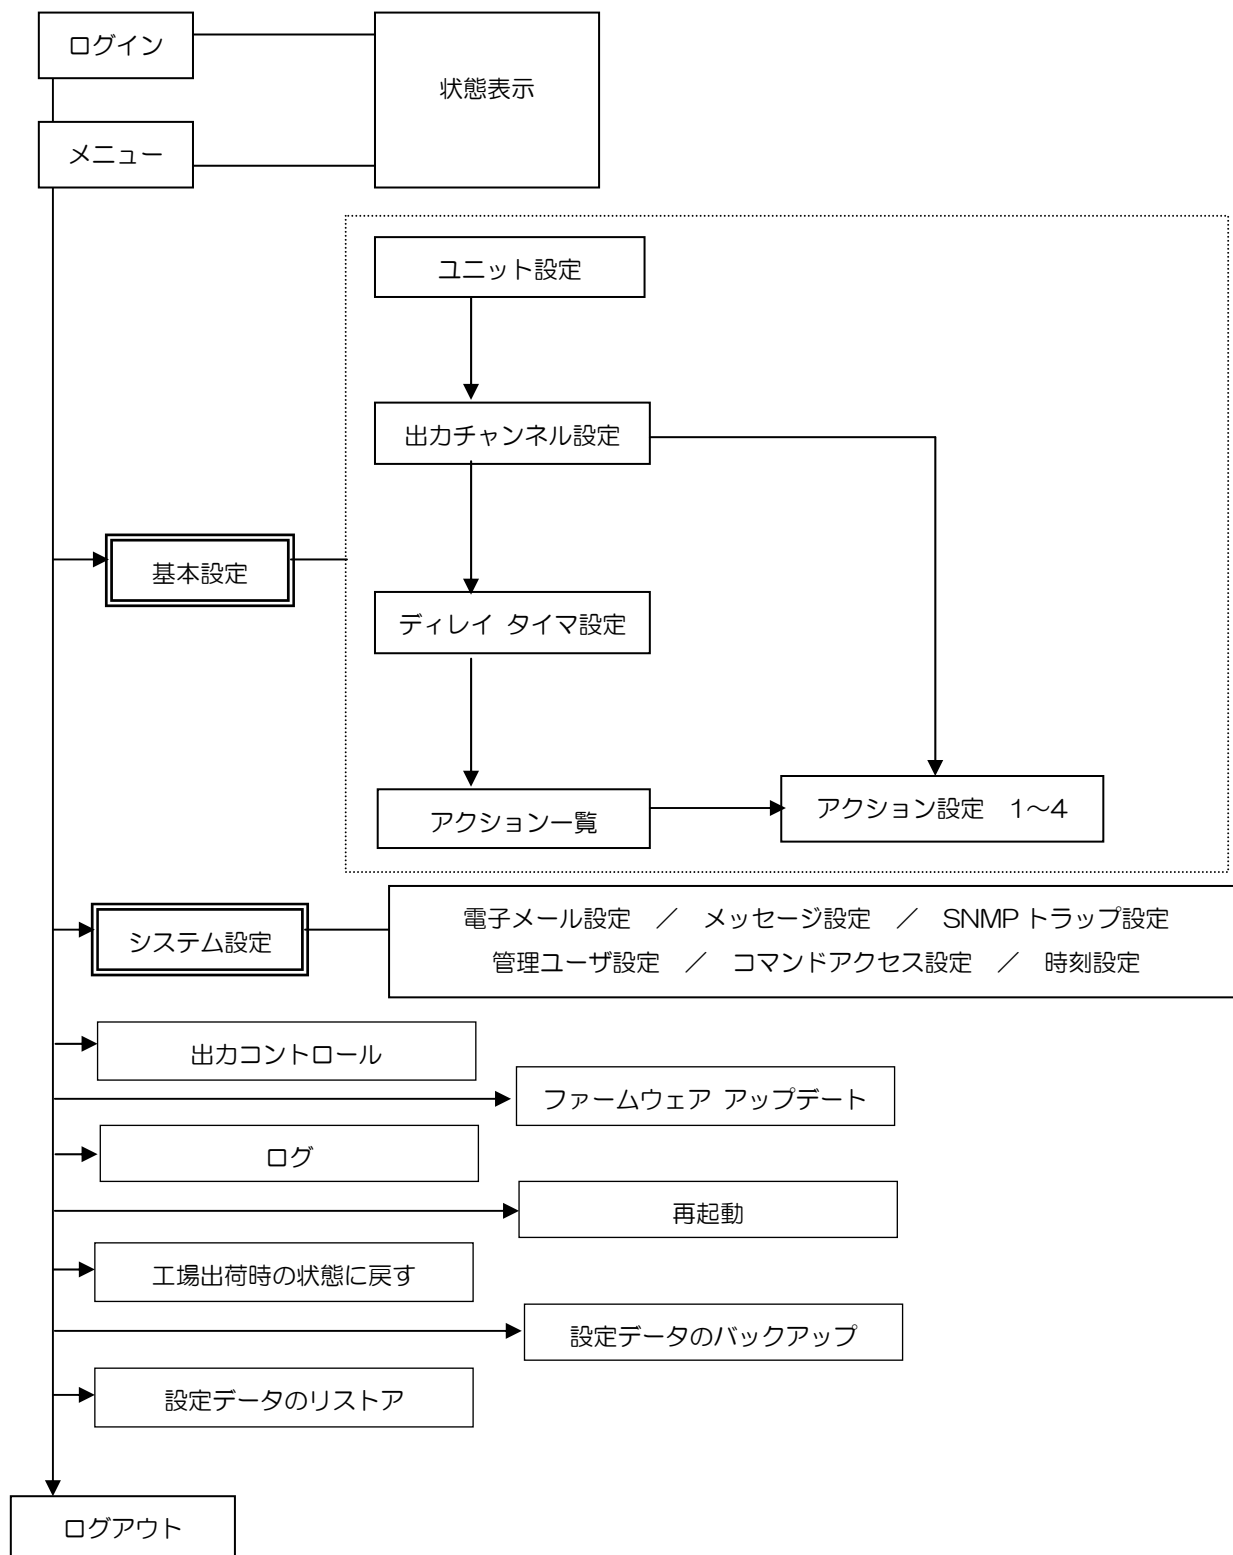 ログイン
状態表示
メニュー
ユニット設定
出力チャンネル設定
基本設定
ディレイ タイマ設定
アクション一覧
アクション設定　1～4
システム設定
電子メール設定　／　メッセージ設定　／　SNMPトラップ設定
管理ユーザ設定　／　コマンドアクセス設定　／　時刻設定
出力コントロール
ファームウェア アップデート
ログ
再起動
工場出荷時の状態に戻す
設定データのバックアップ
設定データのリストア
ログアウト